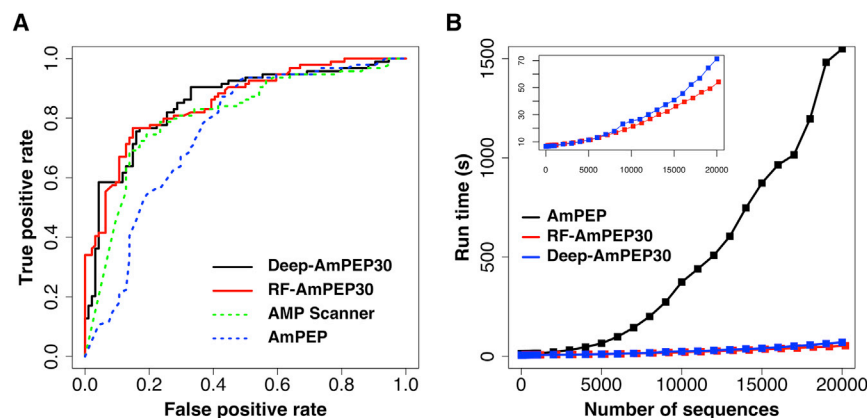 A
True positive rate
1.0
0.8
0.6
0.4
0.2
0.0
Deep-AmPEP30
RF-AmPEP30
AMP Scanner
AmPEP
0.0 0.2 0.4 0.6 0.8 1.0
False positive rate
B
Run time (s)
1500
1000
500
0
70
50
30
10
0 5000 10000 15000 20000
AmPEP
RF-AmPEP30
Deep-AmPEP30
0 5000 10000 15000 20000
Number of sequences